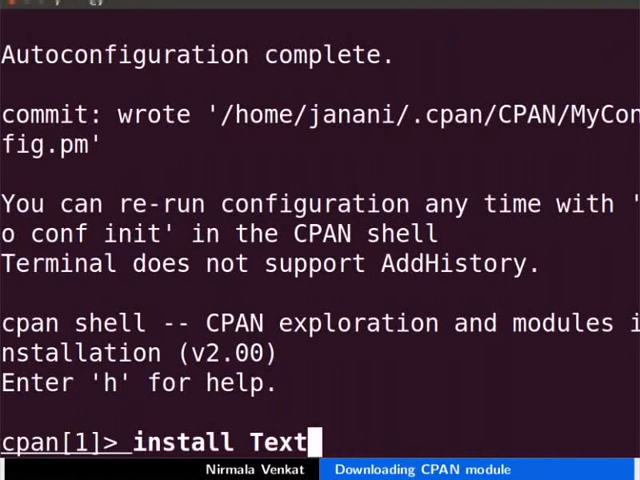 Autoconfiguration complete.
commit: wrote '/home/janani/.cpan/CPAN/MyCon
fig.pm'
You can re-run configuration any time with '
o conf init' in the CPAN shell
Terminal does not support AddHistory.
cpan shell -- CPAN exploration and modules i
nstallation (v2.00)
Enter 'h' for help.
cpan[1]> install Text
Nirmala Venkat Downloading CPAN module